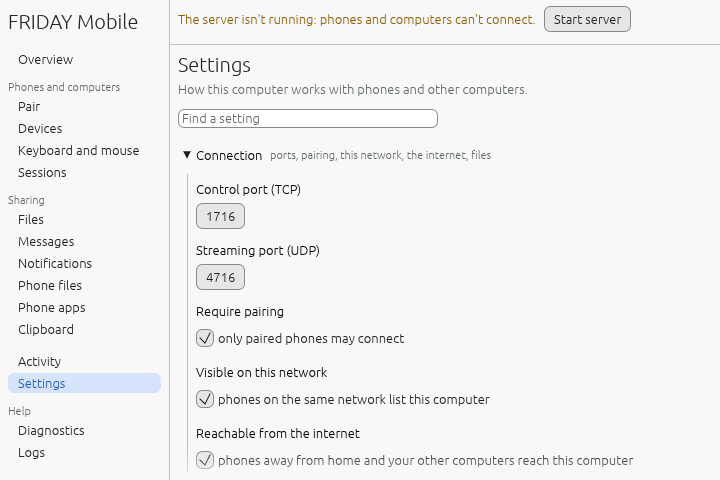 FRIDAY Mobile
Overview
Phones and computers
Pair
Devices
Keyboard and mouse
Sessions
Sharing
Files
Messages
Notifications
Phone files
Phone apps
Clipboard
Activity
Settings
Help
Diagnostics
Logs
The server isn't running: phones and computers can't connect. Start server
Settings
How this computer works with phones and other computers.
Find a setting
▼ Connection ports, pairing, this network, the internet, files
Control port (TCP)
1716
Streaming port (UDP)
4716
Require pairing
only paired phones may connect
Visible on this network
phones on the same network list this computer
Reachable from the internet
phones away from home and your other computers reach this computer